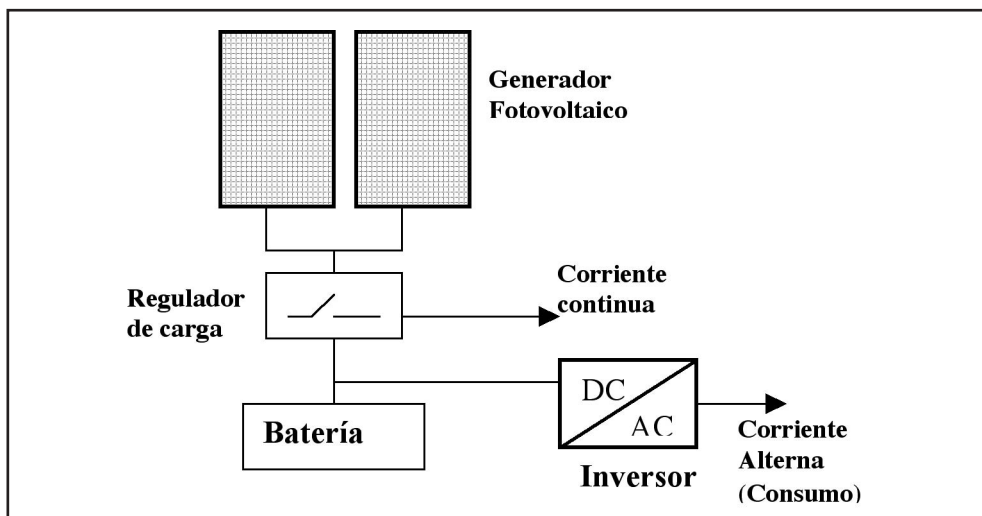 Generador
Fotovoltaico
Regulador
de carga
Corriente
continua
DC
AC
Batería
Inversor
Corriente
Alterna
(Consumo)